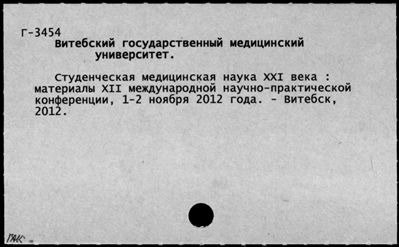 Г-3454
Витебский государственный медицинский
университет.
Студенческая медицинская наука XXI века :
материалы XII международной научно-практической
конференции, 1-2 ноября 2012 года. - Витебск,
2012.